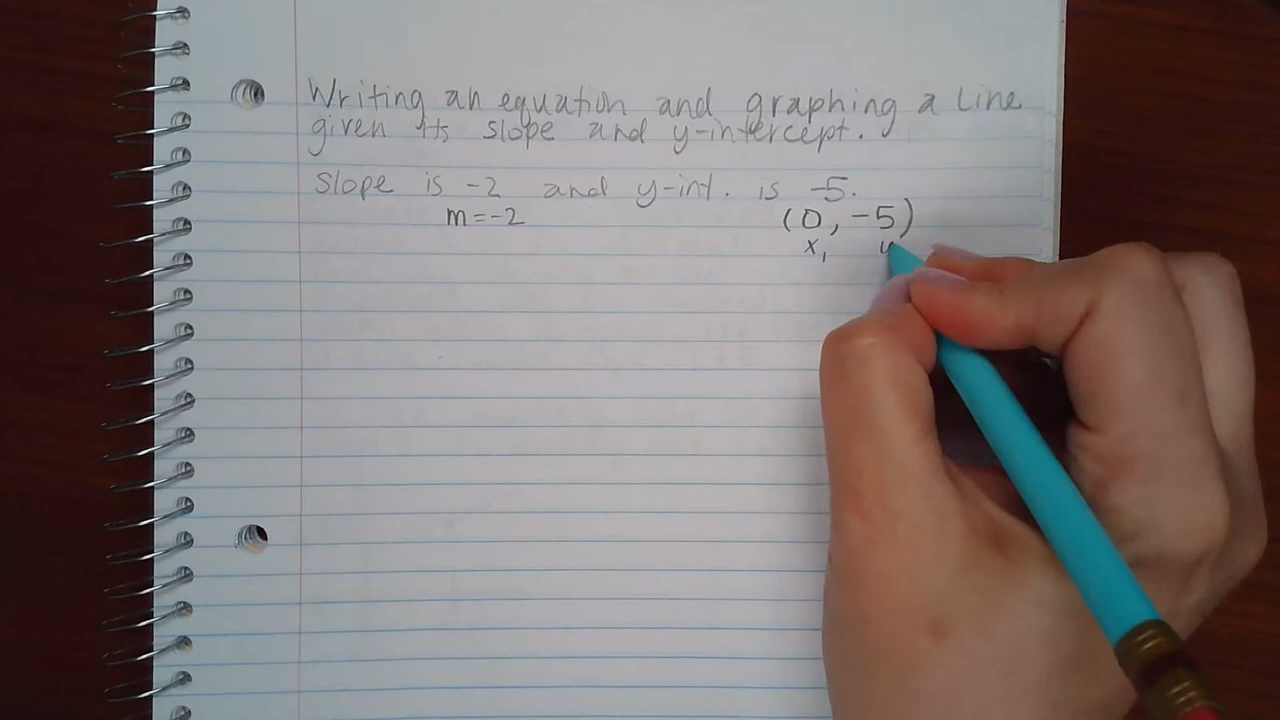 Writing an equation and graphing a line
given its slope and y-intercept.
Slope is -2 and y-int. is -5.
m=-2 (0, -5)
x₁ y